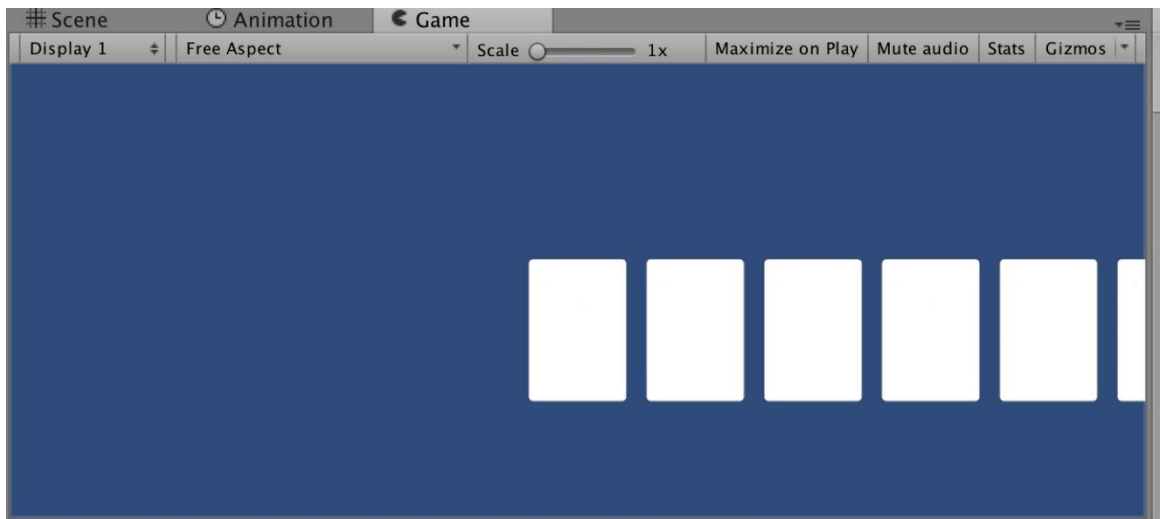 Scene Animation Game
Display 1 Free Aspect Scale 1x Maximize on Play Mute audio Stats Gizmos